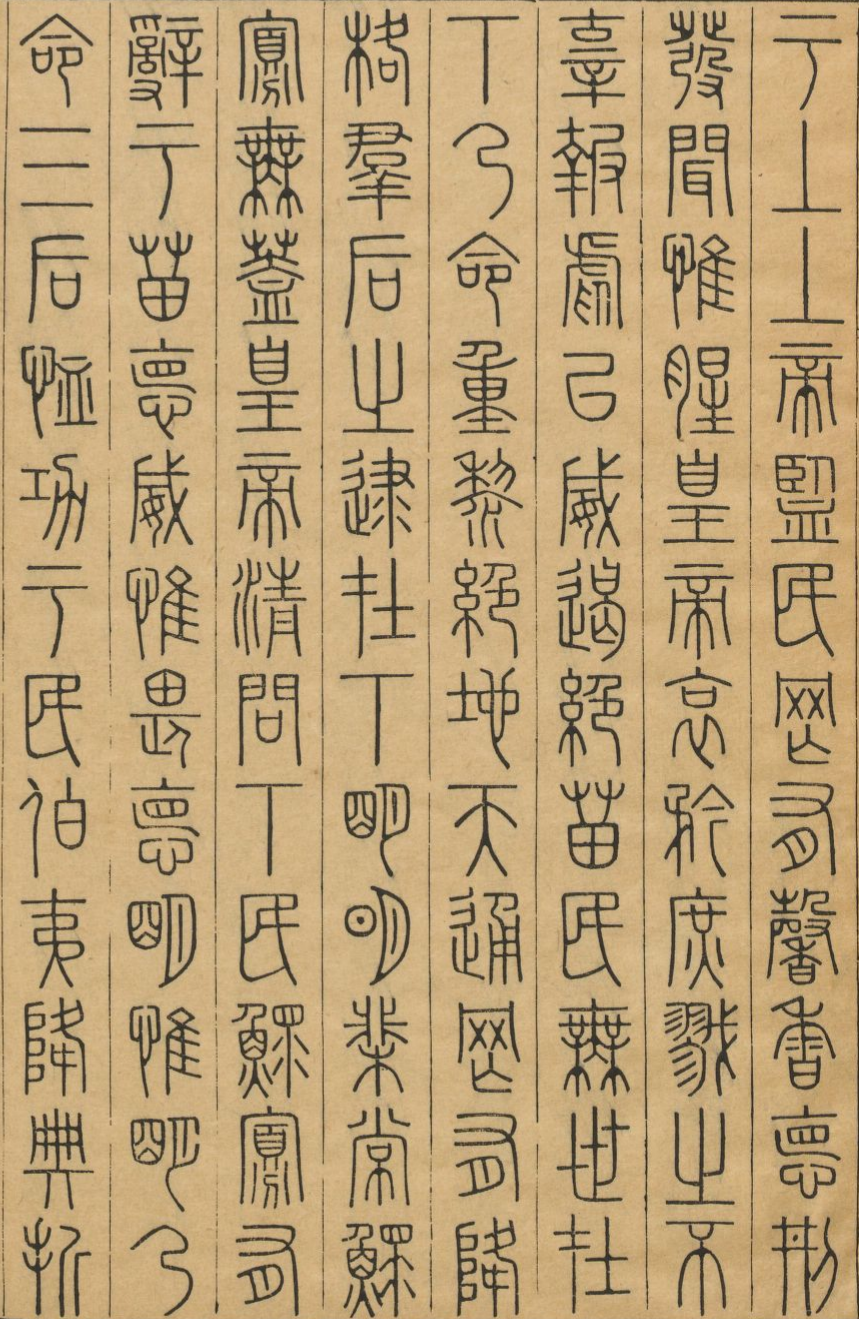 于上上帝監民罔有馨香悳刑
發聞惟腥皇帝哀矜庶戮之不
辜報虐㠯威遏絕苗民無世在
下乃命重黎絕地天通罔有降
格羣后之逮在下明明棐常鰥
寡無蓋皇帝清問下民鰥寡有
辭于苗悳威惟畏悳明惟明乃
命三后恤功于民伯夷降典折